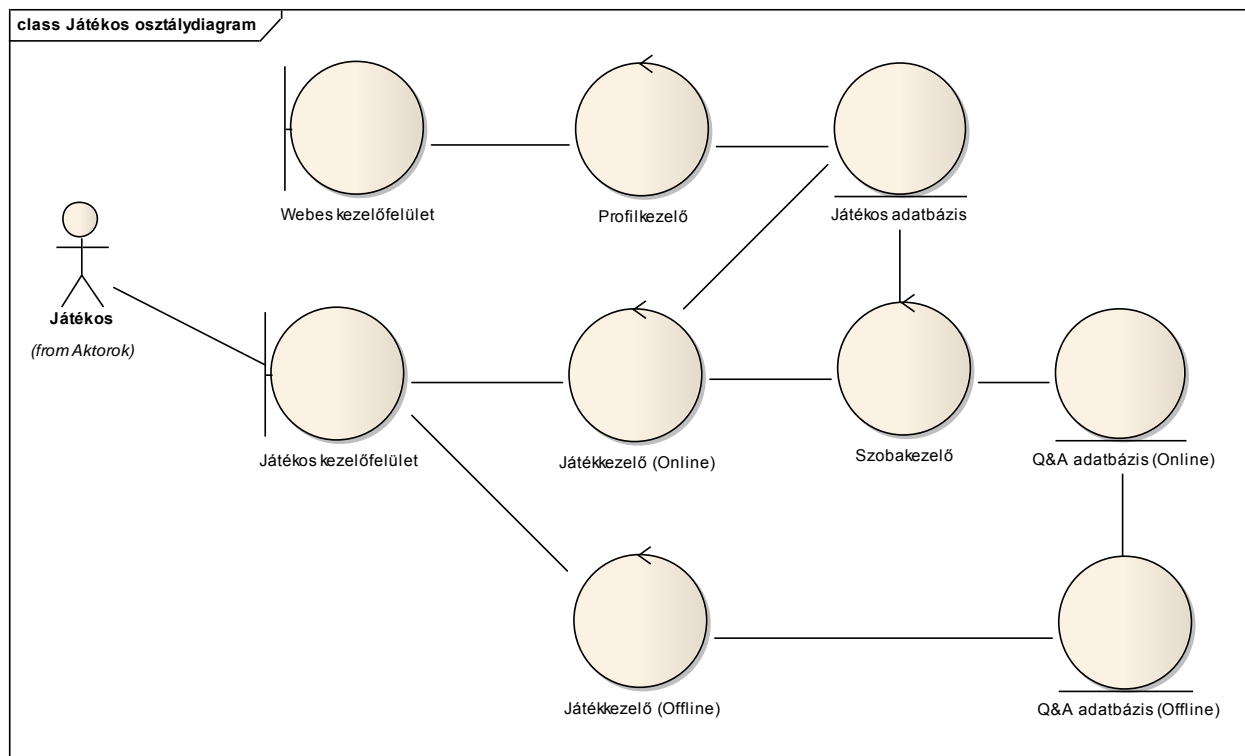 class Játékos osztálydiagram
Webes kezelőfelület
Profilkezelő
Játékos adatbázis
Játékos
(from Aktorok)
Játékos kezelőfelület
Játékkezelő (Online)
Szobakezelő
Q&A adatbázis (Online)
Játékkezelő (Offline)
Q&A adatbázis (Offline)